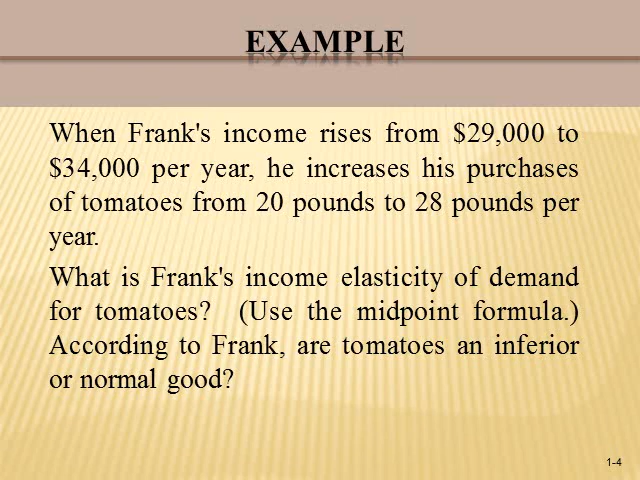 EXAMPLE
When Frank's income rises from $29,000 to
$34,000 per year, he increases his purchases
of tomatoes from 20 pounds to 28 pounds per
year.
What is Frank's income elasticity of demand
for tomatoes? (Use the midpoint formula.)
According to Frank, are tomatoes an inferior
or normal good?
1-4